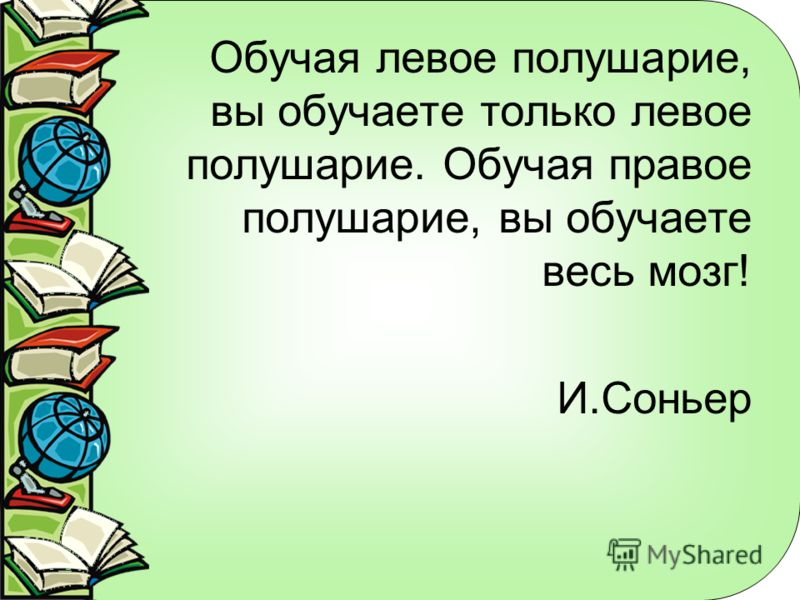 Обучая левое полушарие,
вы обучаете только левое
полушарие. Обучая правое
полушарие, вы обучаете
весь мозг!
И.Соньер
MyShared